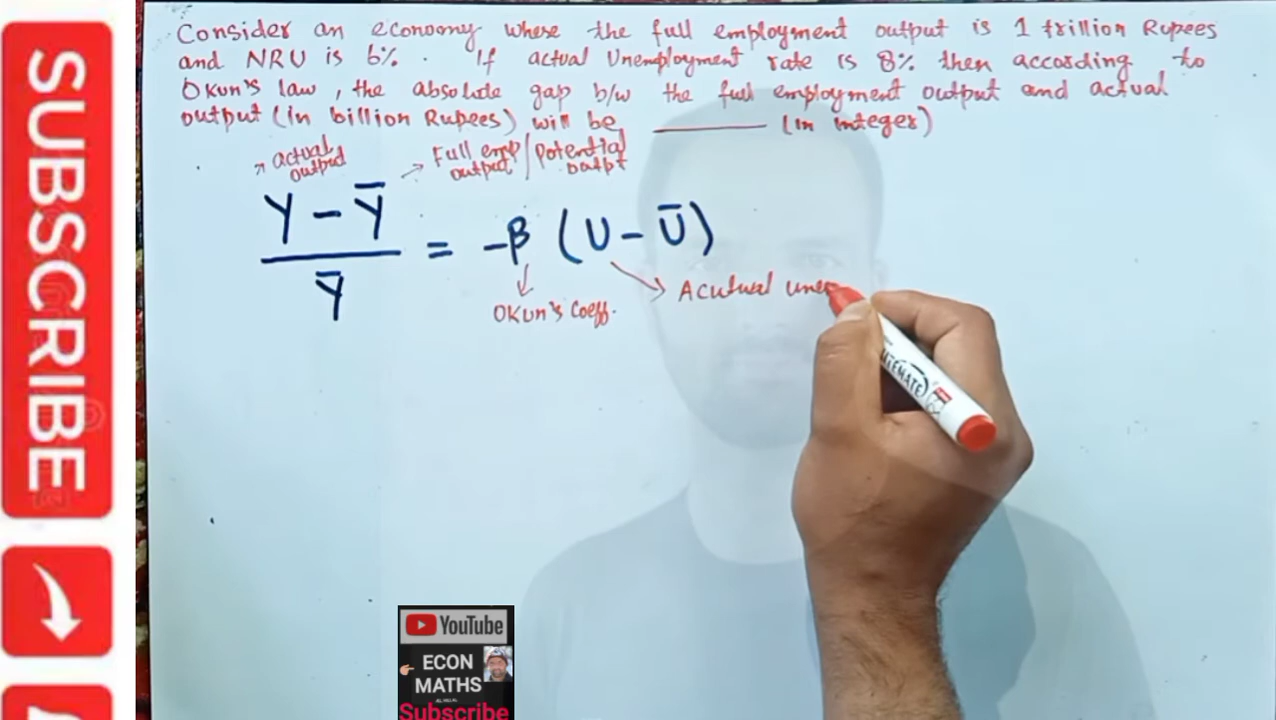 Consider an economy where the full employment output is 1 trillion Rupees
and NRU is 6%. If actual Unemployment rate is 8% then according to
OKun's law, the absolute gap b/w the full employment output and actual
output (in billion Rupees) will be ________ (in integer)
actual
output
Full emp / Potential
output
Y - Ȳ
Ȳ
= -β (U - Ū)
OKun's Coeff.
Acutual
SUBSCRIBE
YouTube
ECON
MATHS
Subscribe